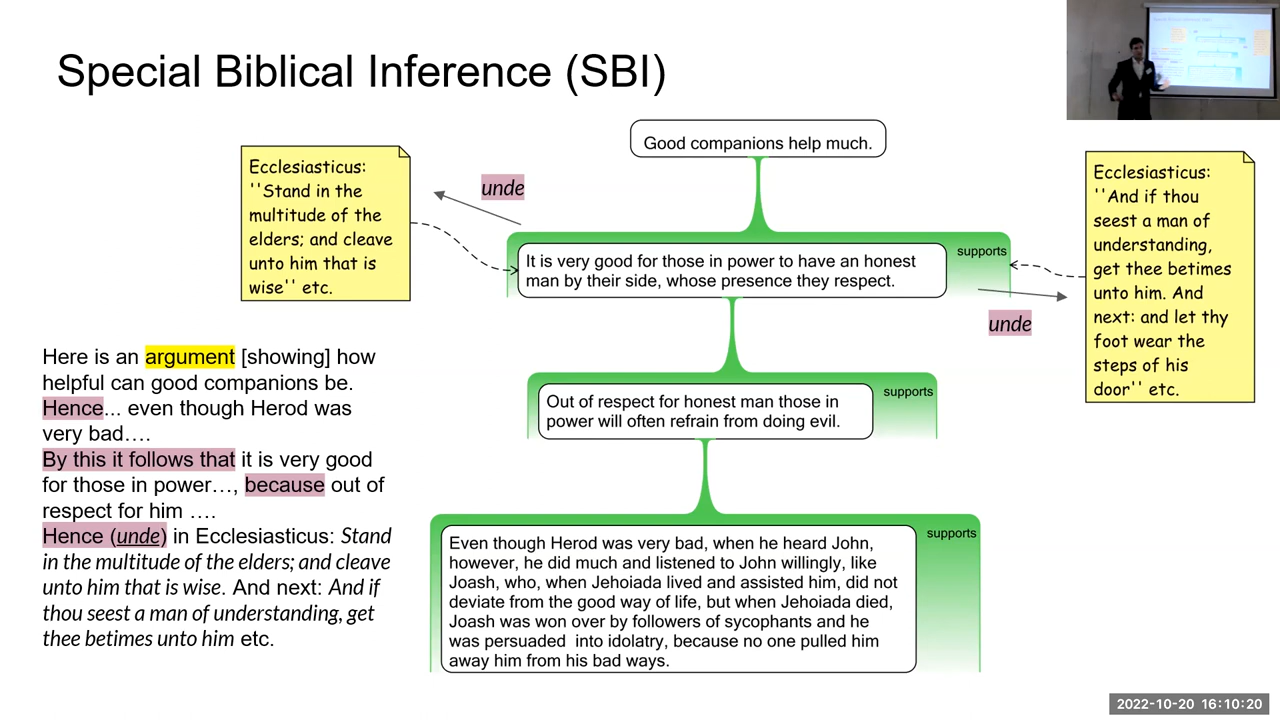 Special Biblical Inference (SBI)
Good companions help much.
Ecclesiasticus:
''Stand in the
multitude of the
elders; and cleave
unto him that is
wise'' etc.
unde
It is very good for those in power to have an honest
man by their side, whose presence they respect.
supports
unde
Ecclesiasticus:
''And if thou
seest a man of
understanding,
get thee betimes
unto him. And
next: and let thy
foot wear the
steps of his
door'' etc.
Here is an argument [showing] how
helpful can good companions be.
Hence... even though Herod was
very bad….
By this it follows that it is very good
for those in power…, because out of
respect for him ….
Hence (unde) in Ecclesiasticus: Stand
in the multitude of the elders; and cleave
unto him that is wise. And next: And if
thou seest a man of understanding, get
thee betimes unto him etc.
Out of respect for honest man those in
power will often refrain from doing evil.
supports
Even though Herod was very bad, when he heard John,
however, he did much and listened to John willingly, like
Joash, who, when Jehoiada lived and assisted him, did not
deviate from the good way of life, but when Jehoiada died,
Joash was won over by followers of sycophants and he
was persuaded into idolatry, because no one pulled him
away him from his bad ways.
supports
2022-10-20 16:10:20